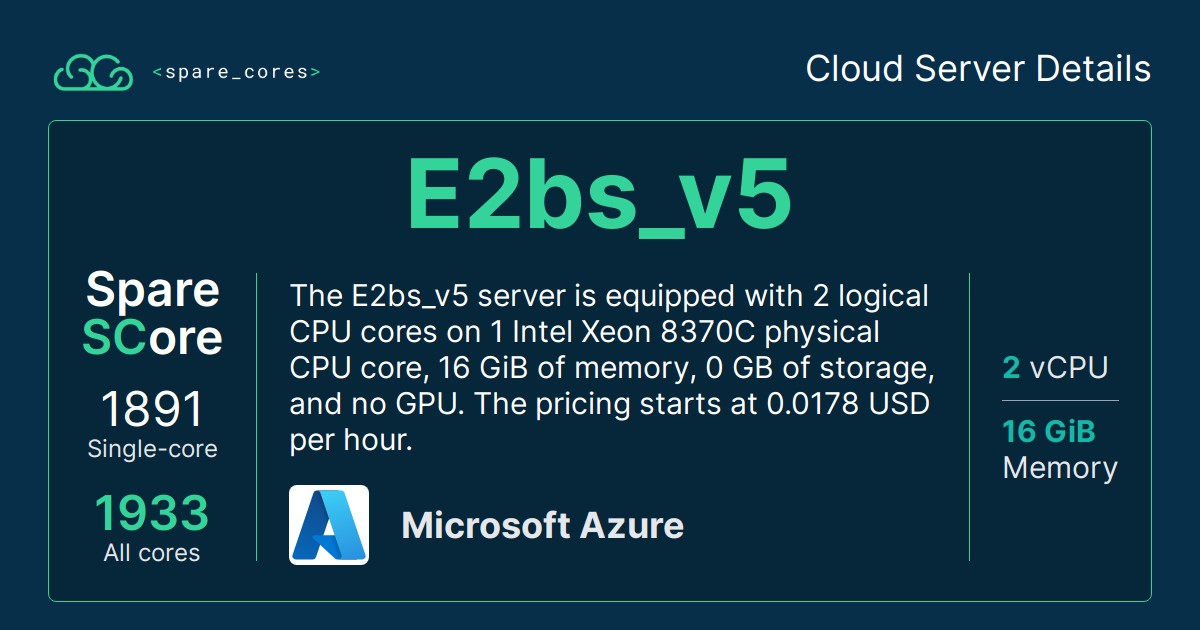 <spare_cores>
Cloud Server Details
E2bs_v5
Spare
SCore
1891
Single-core
1933
All cores
The E2bs_v5 server is equipped with 2 logical
CPU cores on 1 Intel Xeon 8370C physical
CPU core, 16 GiB of memory, 0 GB of storage,
and no GPU. The pricing starts at 0.0178 USD
per hour.
Microsoft Azure
2 vCPU
16 GiB
Memory